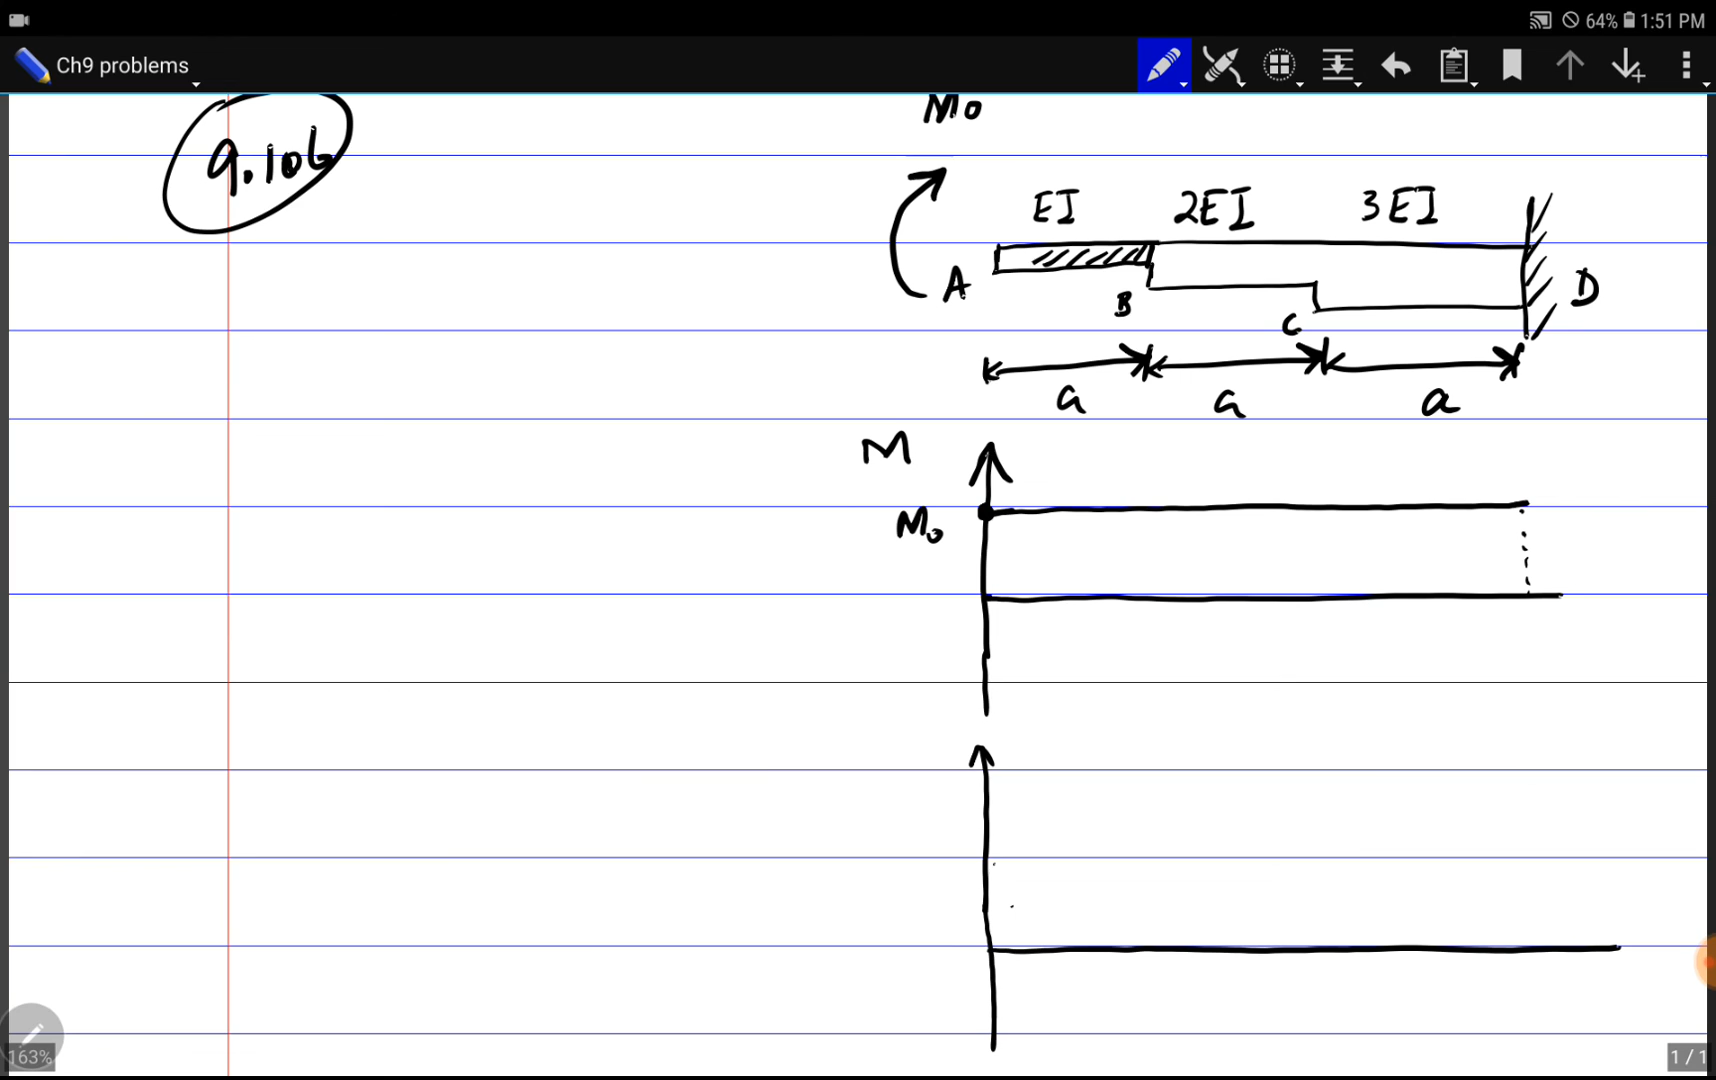 64% 1:51 PM
Ch9 problems
Mo
9.106
EI 2EI 3EI
A B C D
a a a
M
Mo
163%
1 / 1